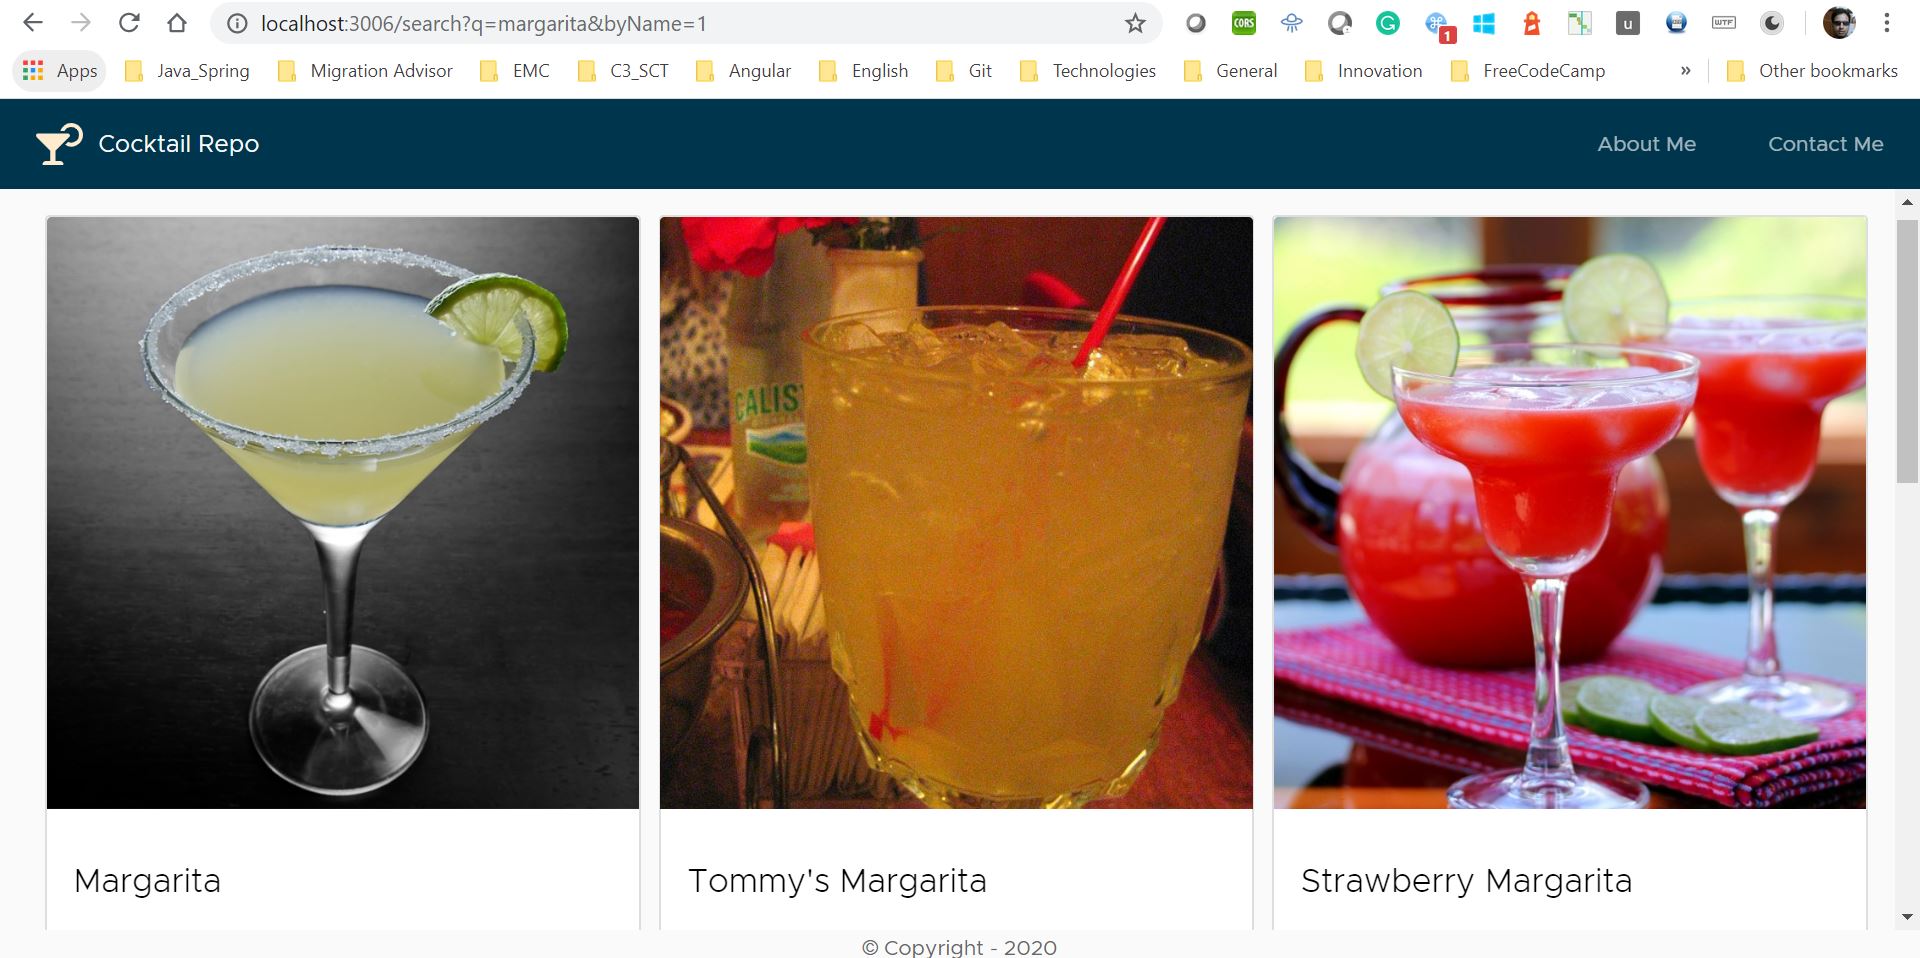 localhost:3006/search?q=margarita&byName=1
CORS
1
u
WTF
Apps Java_Spring Migration Advisor EMC C3_SCT Angular English Git Technologies General Innovation FreeCodeCamp » Other bookmarks
Cocktail Repo About Me Contact Me
CALIS
Margarita Tommy's Margarita Strawberry Margarita
© Copyright - 2020